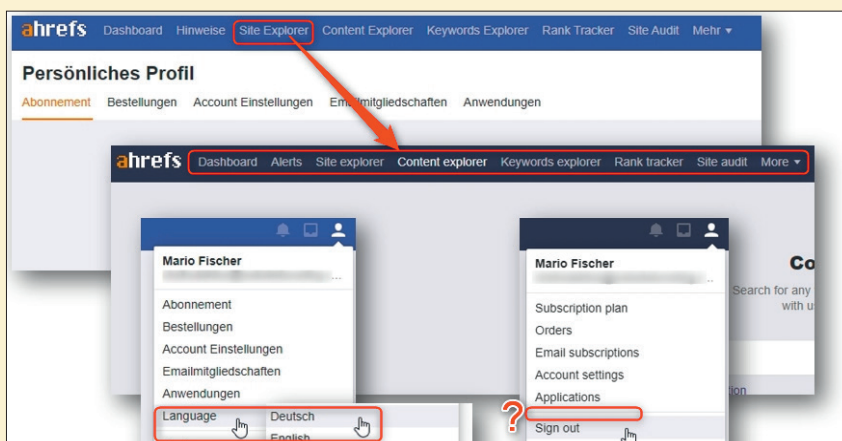 ahrefs Dashboard Hinweise Site Explorer Content Explorer Keywords Explorer Rank Tracker Site Audit Mehr
Persönliches Profil
Abonnement Bestellungen Account Einstellungen Emailmitgliedschaften Anwendungen
ahrefs Dashboard Alerts Site explorer Content explorer Keywords explorer Rank tracker Site audit More
Mario Fischer
...
Abonnement
Bestellungen
Account Einstellungen
Emailmitgliedschaften
Anwendungen
Language Deutsch
English
Mario Fischer
..
Subscription plan
Orders
Email subscriptions
Account settings
Applications
?
Sign out
Co
Search for any
with u
tion